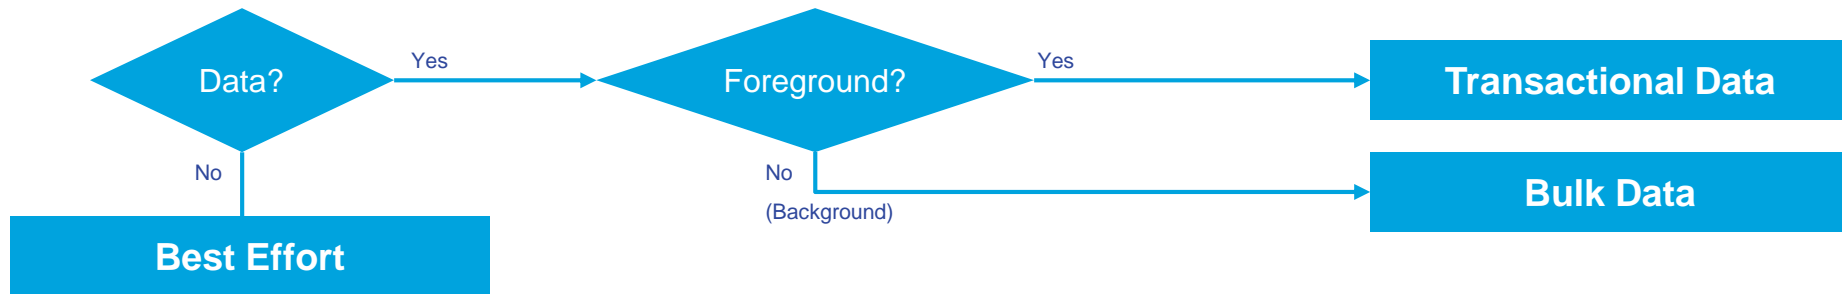 Data?
Yes
Foreground?
Yes
Transactional Data
No
No
(Background)
Bulk Data
Best Effort